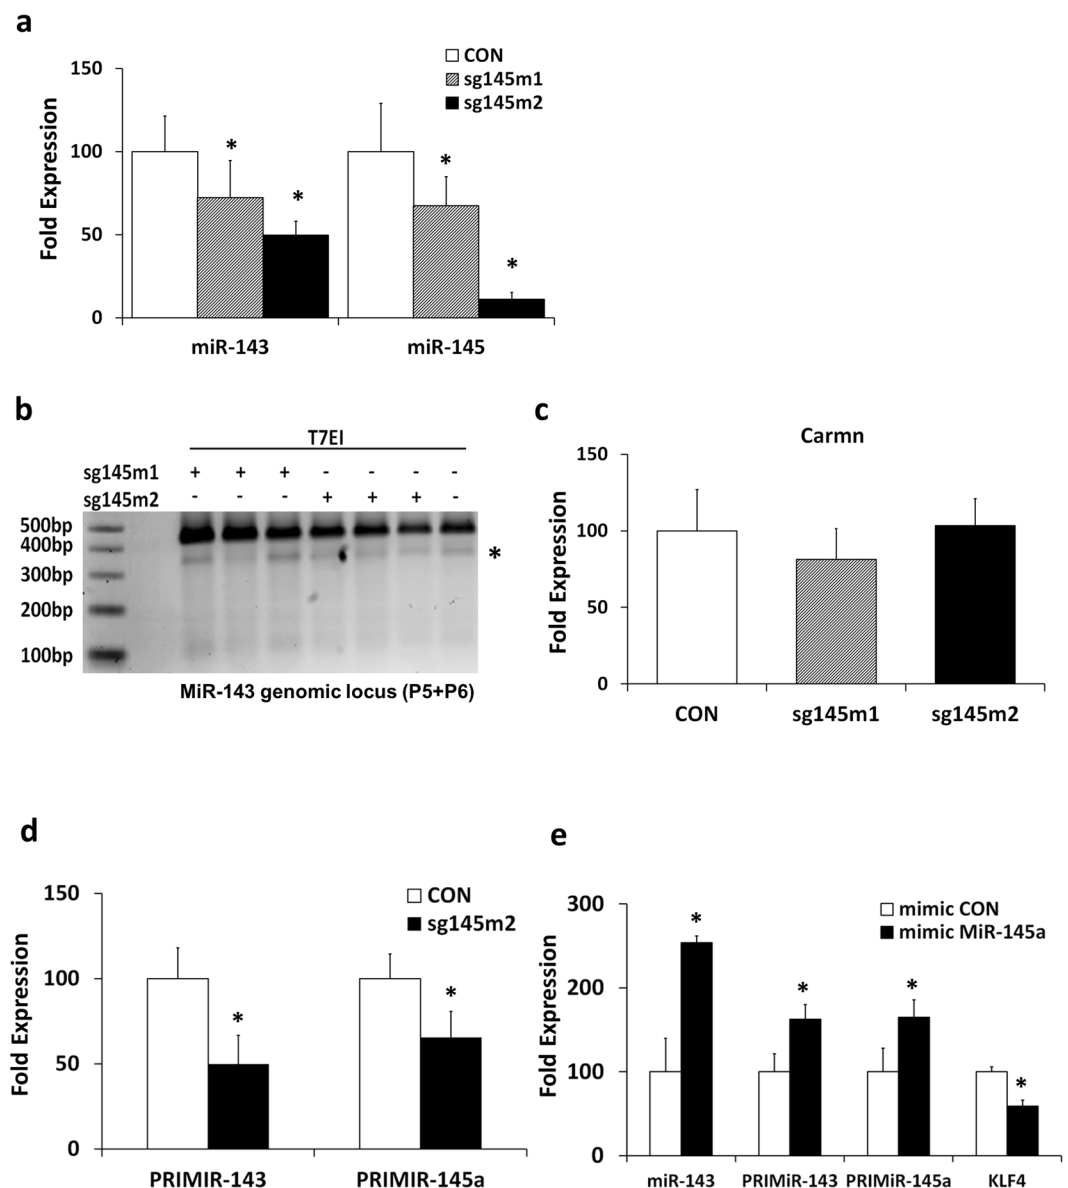 a
CON
sg145m1
sg145m2
Fold Expression
150
100
50
0
*
*
*
*
miR-143
miR-145
b
T7EI
sg145m1 + + + - - - -
sg145m2 - - - + + + -
500bp
400bp
300bp
200bp
100bp
*
MiR-143 genomic locus (P5+P6)
c
Carmn
Fold Expression
150
100
50
0
CON
sg145m1
sg145m2
d
CON
sg145m2
Fold Expression
150
100
50
0
*
*
PRIMIR-143
PRIMIR-145a
e
mimic CON
mimic MiR-145a
Fold Expression
300
200
100
0
*
*
*
*
miR-143
PRIMiR-143
PRIMiR-145a
KLF4